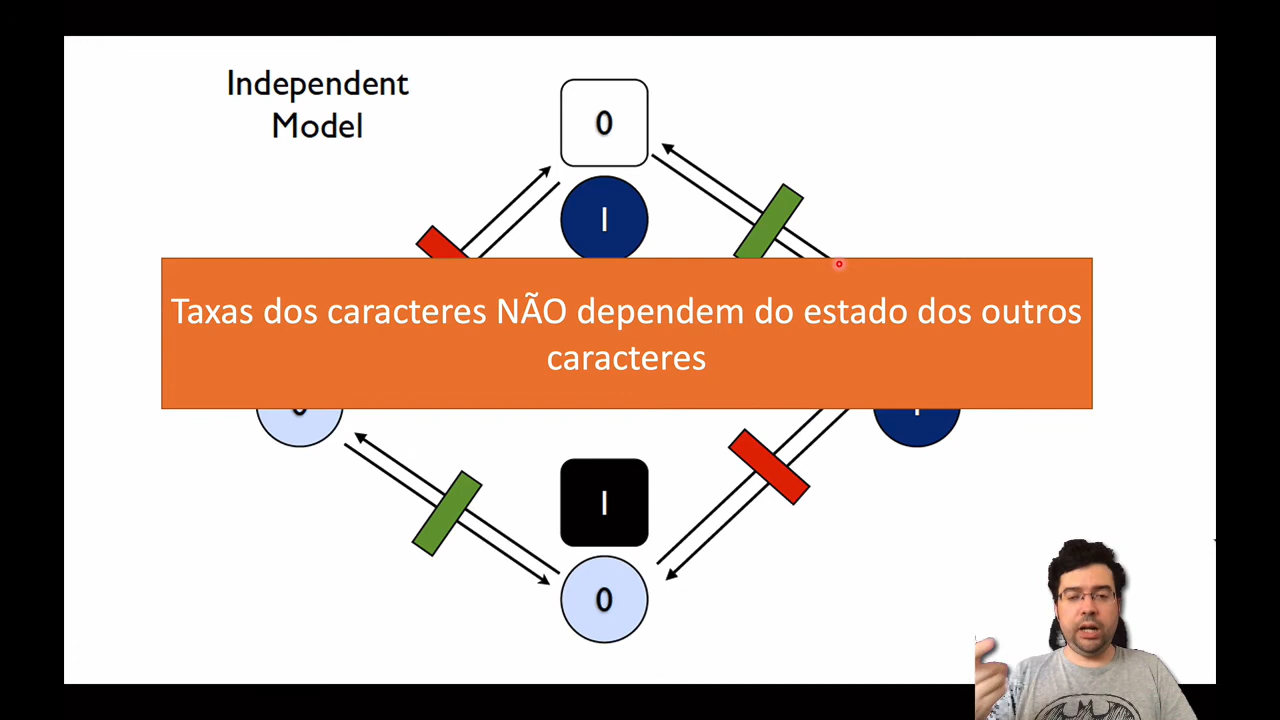 Independent
Model
0
I
Taxas dos caracteres NÃO dependem do estado dos outros
caracteres
I
0